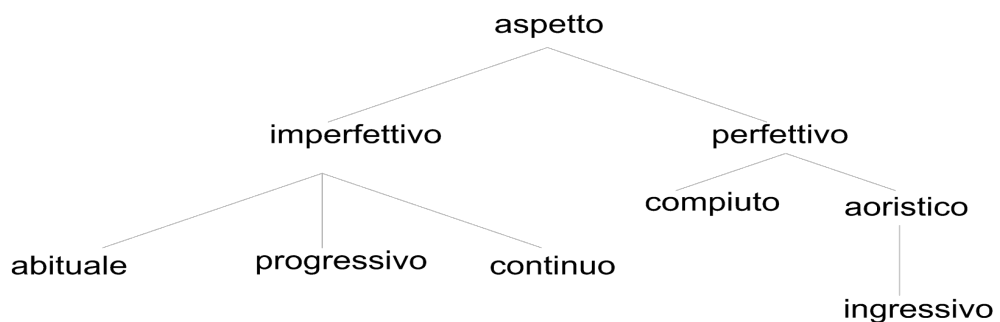 aspetto
imperfettivo
perfettivo
compiuto
aoristico
abituale
progressivo
continuo
ingressivo